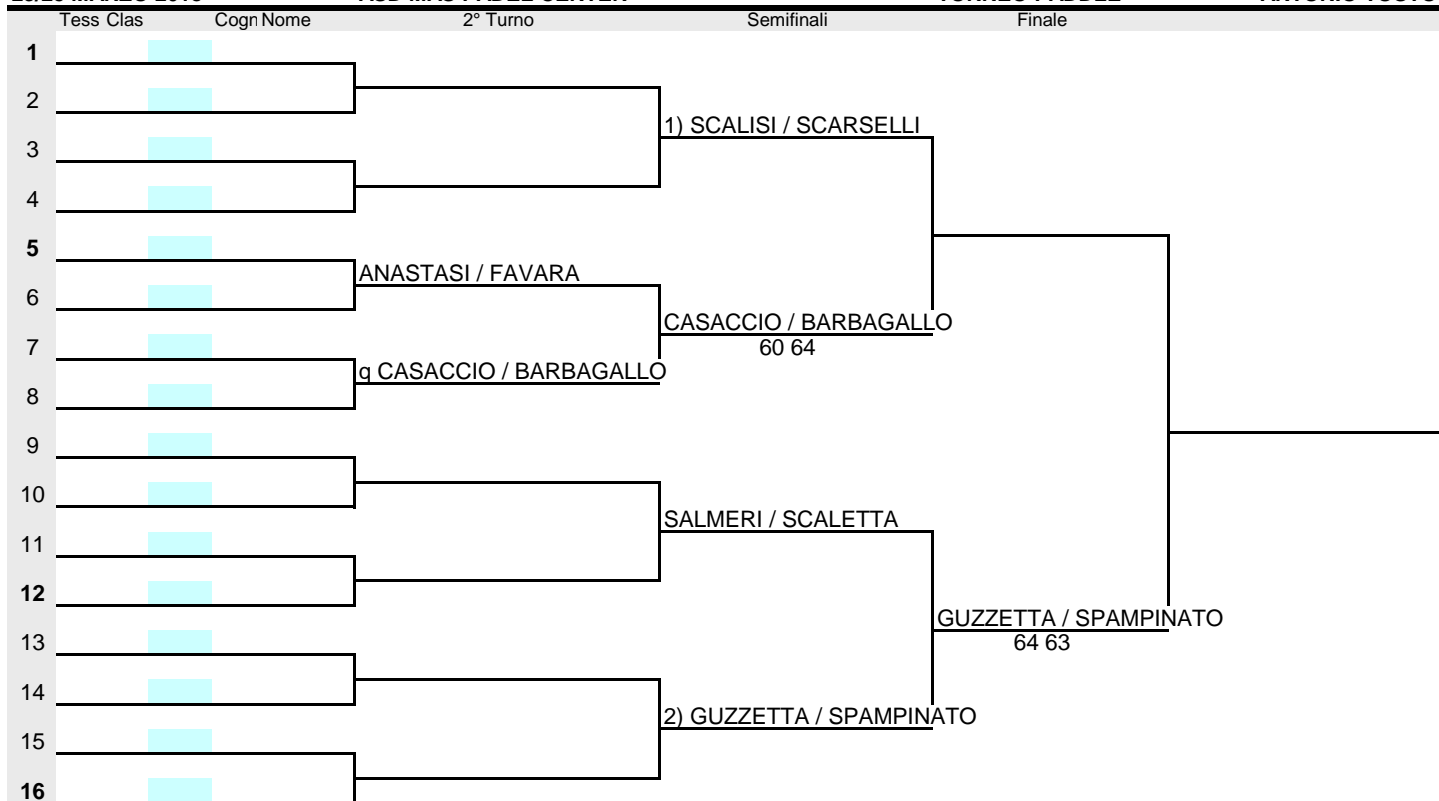 Tess Clas Cogn Nome 2° Turno Semifinali Finale
1
2
1) SCALISI / SCARSELLI
3
4
5
ANASTASI / FAVARA
6
CASACCIO / BARBAGALLO
7
60 64
q CASACCIO / BARBAGALLO
8
9
10
SALMERI / SCALETTA
11
12
GUZZETTA / SPAMPINATO
13
64 63
14
2) GUZZETTA / SPAMPINATO
15
16